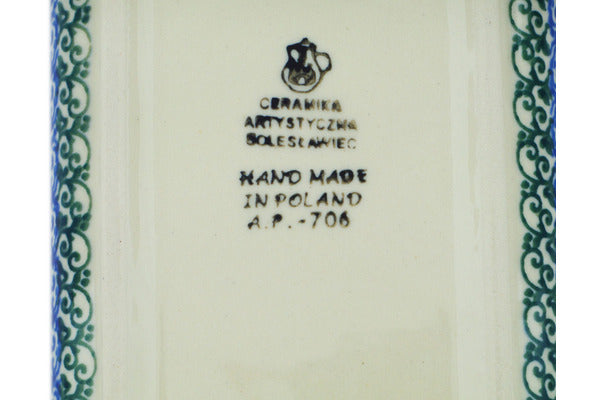 CERAMIKA
ARTYSTYCZNA
BOLESŁAWIEC
HAND MADE
IN POLAND
A.P.-706